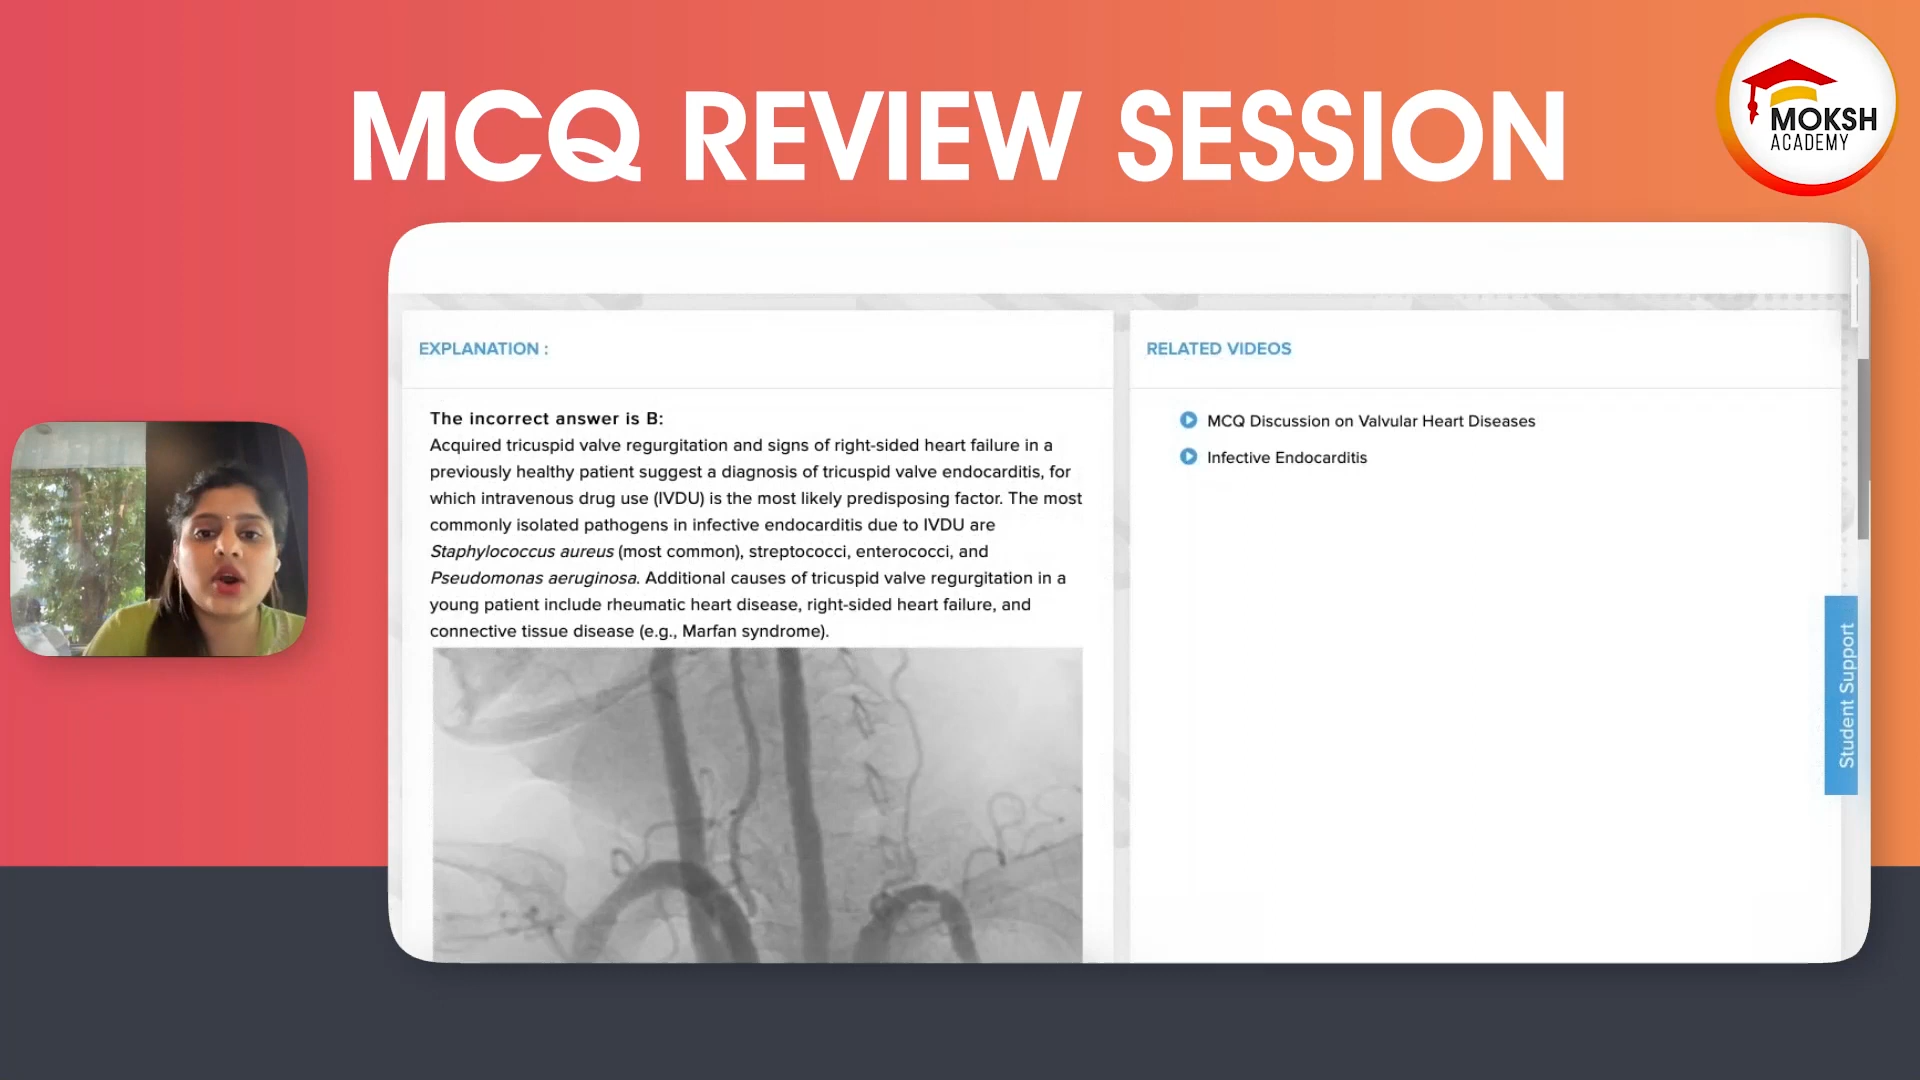 MCQ REVIEW SESSION
MOKSH
ACADEMY
EXPLANATION :
The incorrect answer is B:
Acquired tricuspid valve regurgitation and signs of right-sided heart failure in a
previously healthy patient suggest a diagnosis of tricuspid valve endocarditis, for
which intravenous drug use (IVDU) is the most likely predisposing factor. The most
commonly isolated pathogens in infective endocarditis due to IVDU are
Staphylococcus aureus (most common), streptococci, enterococci, and
Pseudomonas aeruginosa. Additional causes of tricuspid valve regurgitation in a
young patient include rheumatic heart disease, right-sided heart failure, and
connective tissue disease (e.g., Marfan syndrome).
RELATED VIDEOS
MCQ Discussion on Valvular Heart Diseases
Infective Endocarditis
Student Support